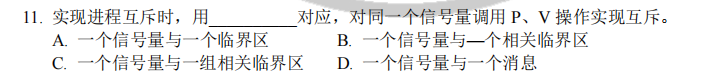 11. 实现进程互斥时，用__________对应，对同一个信号量调用 P、V 操作实现互斥。
A. 一个信号量与一个临界区 B. 一个信号量与—个相关临界区
C. 一个信号量与一组相关临界区 D. 一个信号量与一个消息